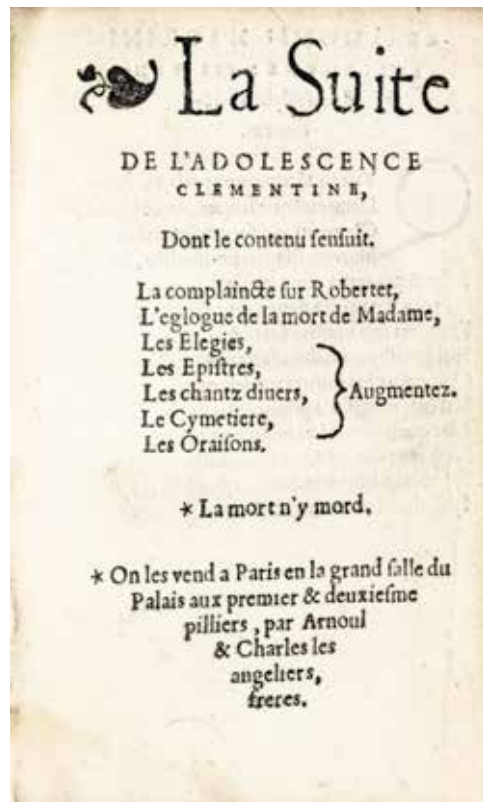 La Suite
DE L'ADOLESCENCE
CLEMENTINE,
Dont le contenu ſenſuit.
La complaincte ſur Robertet,
L'eglogue de la mort de Madame,
Les Elegies,
Les Epiſtres,
Les chantz diuers, } Augmentez.
Le Cymetiere,
Les Oraiſons.
* La mort n'y mord.
* On les vend a Paris en la grand ſalle du
Palais aux premier & deuxieſme
pilliers, par Arnoul
& Charles les
angeliers,
freres.